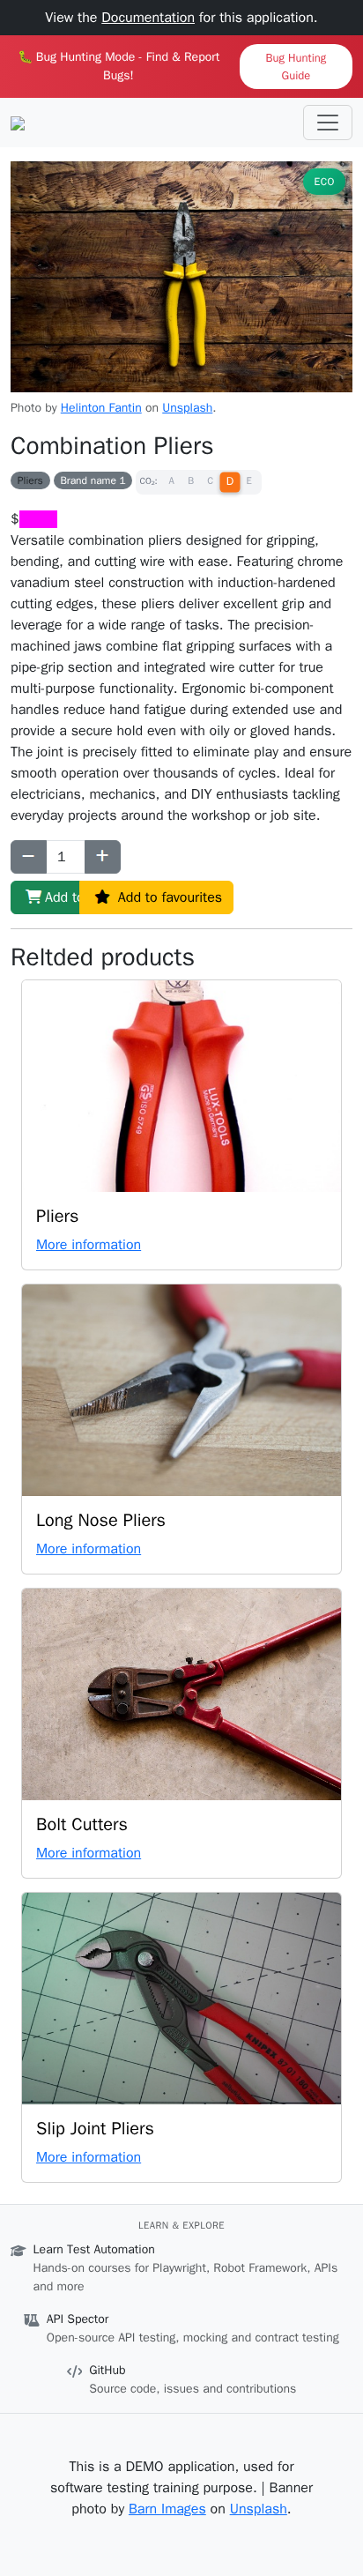 View the Documentation for this application.
🐛 Bug Hunting Mode - Find & Report
Bugs!
Bug Hunting
Guide
ECO
Photo by Helinton Fantin on Unsplash.
Combination Pliers
Pliers Brand name 1 CO₂: A B C D E
$
Versatile combination pliers designed for gripping,
bending, and cutting wire with ease. Featuring chrome
vanadium steel construction with induction-hardened
cutting edges, these pliers deliver excellent grip and
leverage for a wide range of tasks. The precision-
machined jaws combine flat gripping surfaces with a
pipe-grip section and integrated wire cutter for true
multi-purpose functionality. Ergonomic bi-component
handles reduce hand fatigue during extended use and
provide a secure hold even with oily or gloved hands.
The joint is precisely fitted to eliminate play and ensure
smooth operation over thousands of cycles. Ideal for
electricians, mechanics, and DIY enthusiasts tackling
everyday projects around the workshop or job site.
1
Add to Add to favourites
Reltded products
GS ISO 5749
LUX-TOOLS
Made in Germany
Pliers
More information
Long Nose Pliers
More information
Bolt Cutters
More information
KNIPEX
Slip Joint Pliers
More information
LEARN & EXPLORE
Learn Test Automation
Hands-on courses for Playwright, Robot Framework, APIs
and more
API Spector
Open-source API testing, mocking and contract testing
GitHub
Source code, issues and contributions
This is a DEMO application, used for
software testing training purpose. | Banner
photo by Barn Images on Unsplash.